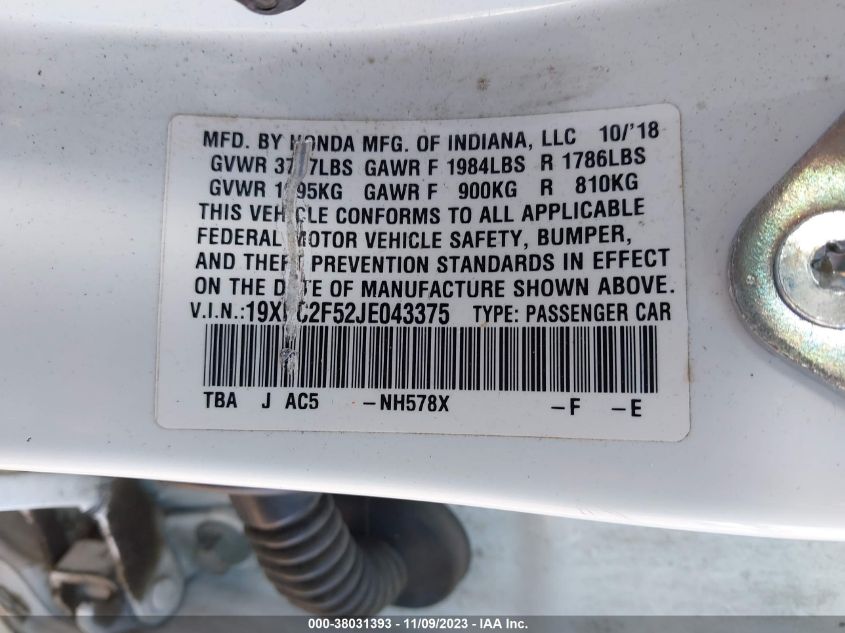 MFD. BY HONDA MFG. OF INDIANA, LLC 10/'18
GVWR LBS GAWR F 1984LBS R 1786LBS
GVWR KG GAWR F 900KG R 810KG
THIS VEHICLE CONFORMS TO ALL APPLICABLE
FEDERAL MOTOR VEHICLE SAFETY, BUMPER,
AND THEFT PREVENTION STANDARDS IN EFFECT
ON THE DATE OF MANUFACTURE SHOWN ABOVE.
V.I.N.: TYPE: PASSENGER CAR
TBA J AC5 -NH578X -F -E
000-38031393 - 11/09/2023 - IAA Inc.